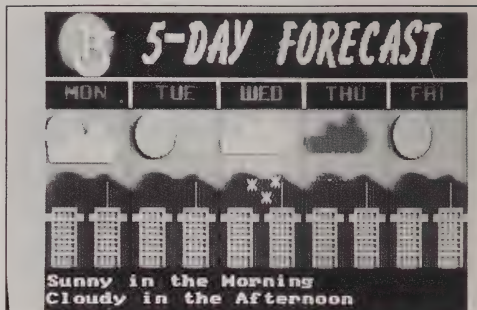 5-DAY FORECAST
MON TUE WED THU FRI
Sunny in the Morning
Cloudy in the Afternoon